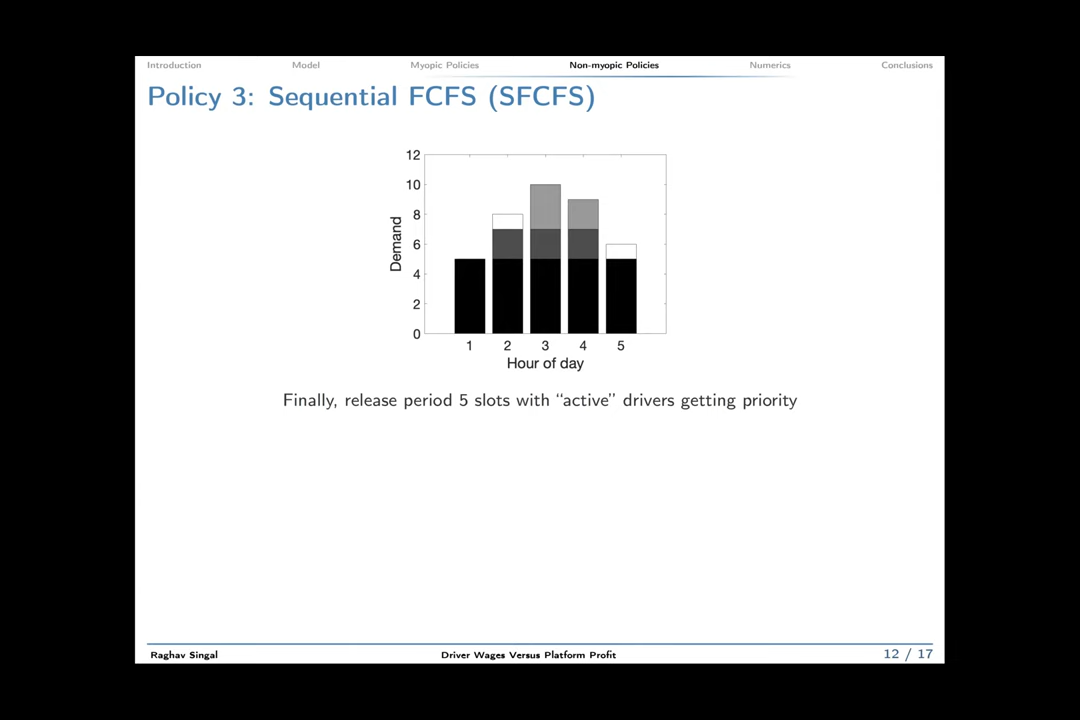 Introduction Model Myopic Policies Non-myopic Policies Numerics Conclusions
Policy 3: Sequential FCFS (SFCFS)
12
10
8
6
4
2
0
Demand
1 2 3 4 5
Hour of day
Finally, release period 5 slots with “active” drivers getting priority
Raghav Singal Driver Wages Versus Platform Profit 12 / 17